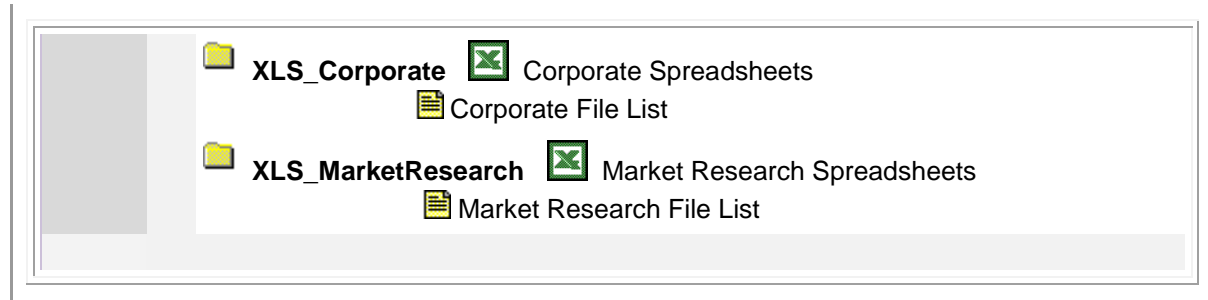 XLS_Corporate Corporate Spreadsheets
Corporate File List
XLS_MarketResearch Market Research Spreadsheets
Market Research File List